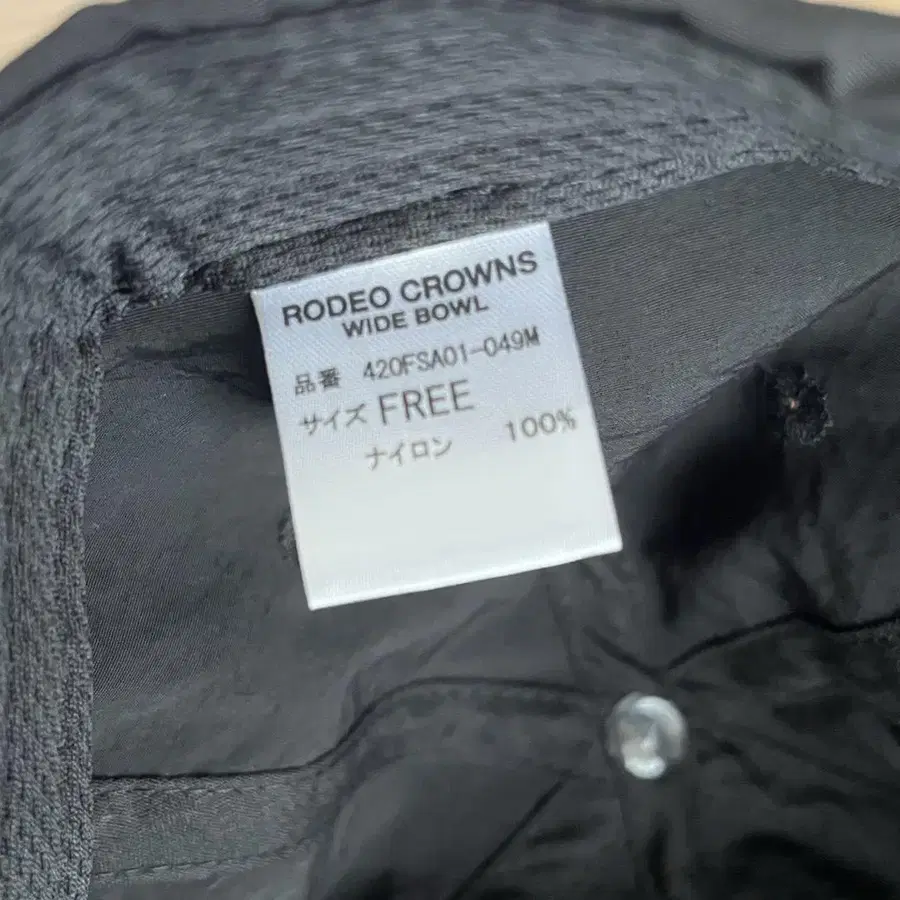 RODEO CROWNS
WIDE BOWL
品番 420FSA01-049M
サイズ FREE
ナイロン 100%